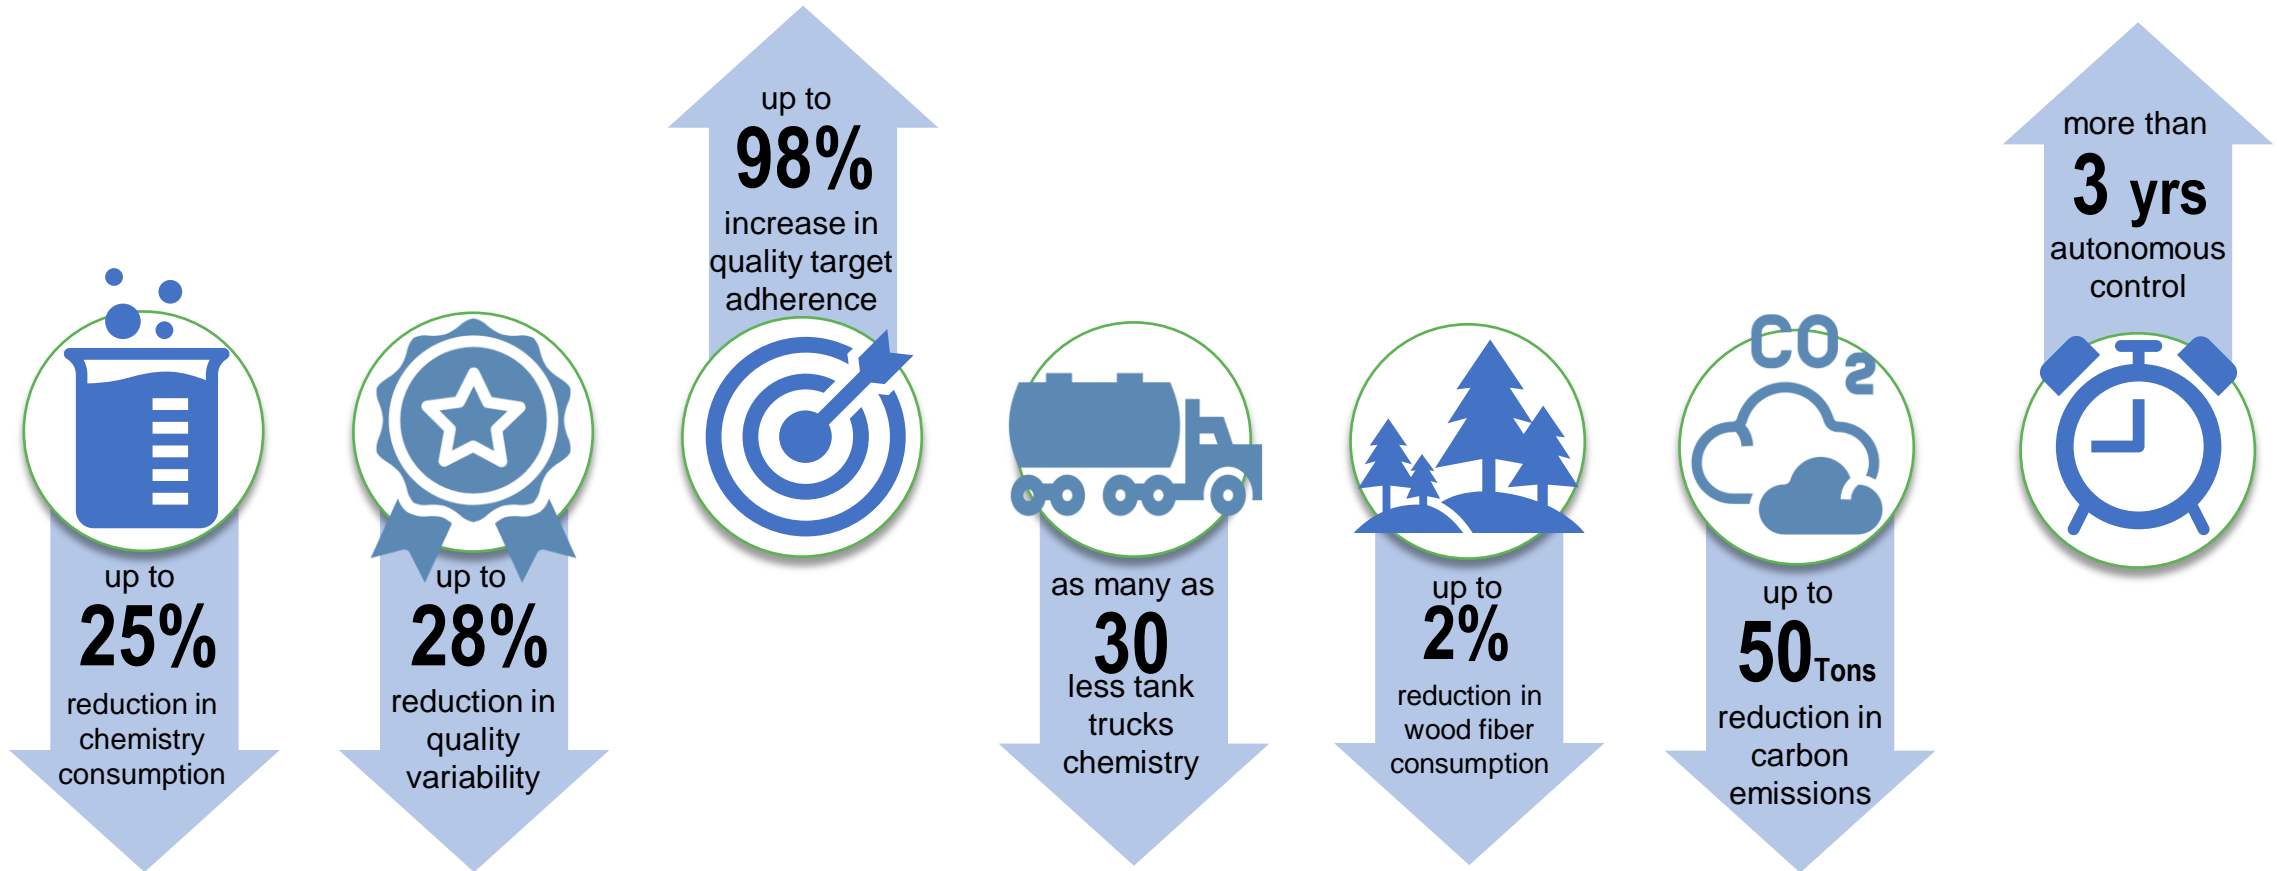 up to
25%
reduction in
chemistry
consumption
up to
28%
reduction in
quality
variability
up to
98%
increase in
quality target
adherence
as many as
30
less tank
trucks
chemistry
up to
2%
reduction in
wood fiber
consumption
CO2
up to
50 Tons
reduction in
carbon
emissions
more than
3 yrs
autonomous
control